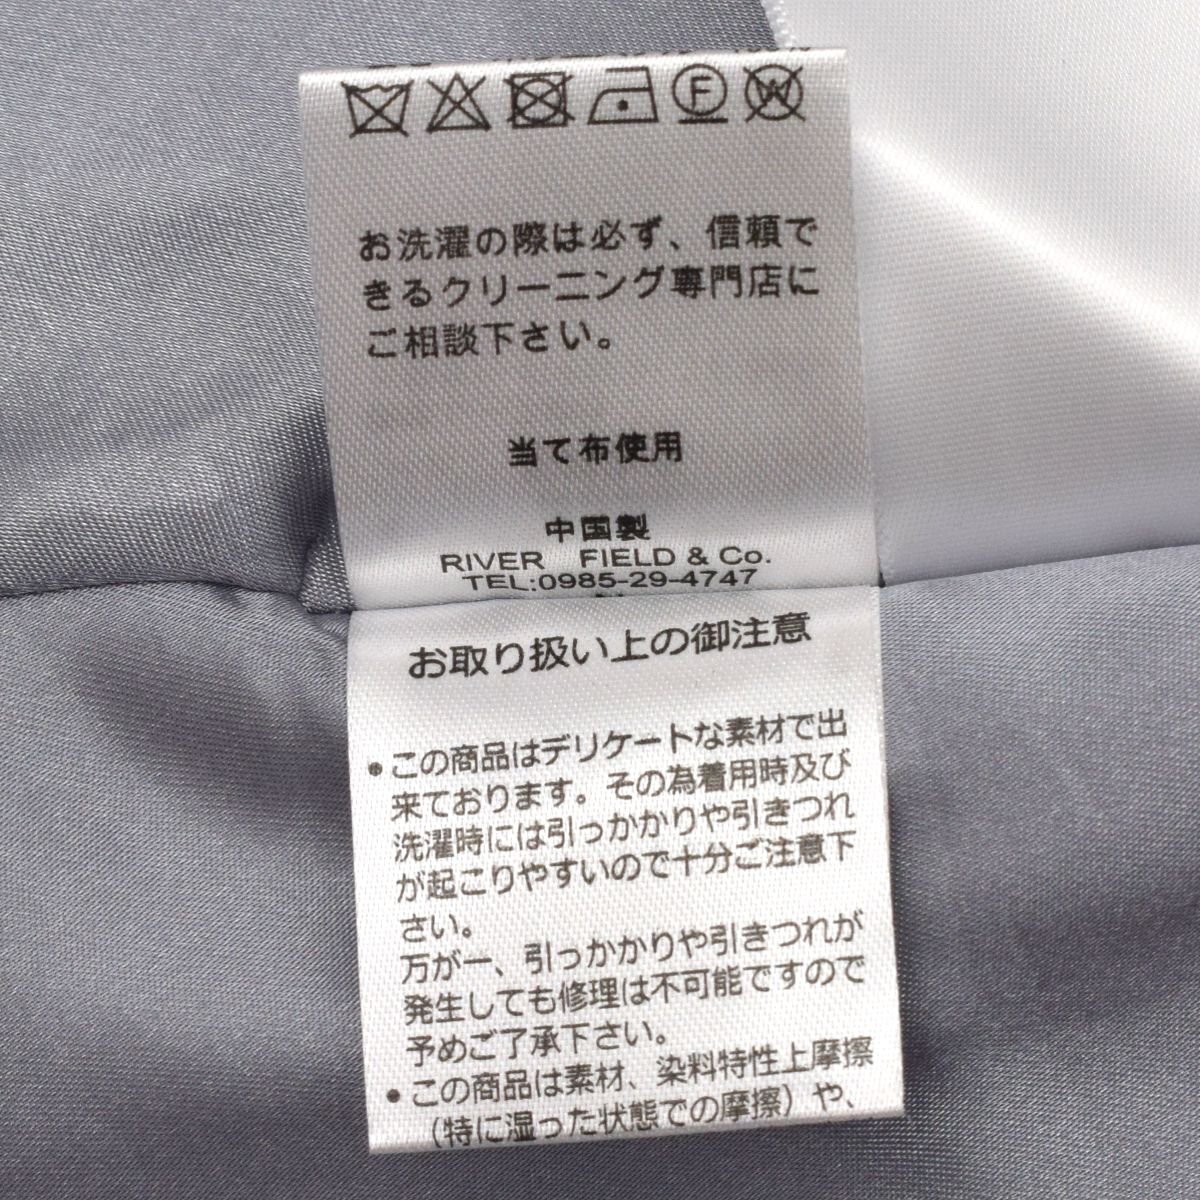 F W
お洗濯の際は必ず、信頼で
きるクリーニング専門店に
ご相談下さい。
当て布使用
中国製
RIVER FIELD & Co.
TEL:0985-29-4747
お取り扱い上の御注意
•この商品はデリケートな素材で出
来ております。その為着用時及び
洗濯時には引っかかりや引きつれ
が起こりやすいので十分ご注意下
さい。
万が一、引っかかりや引きつれが
発生しても修理は不可能ですので
予めご了承下さい。
•この商品は素材、染料特性上摩擦
(特に湿った状態での摩擦)や、